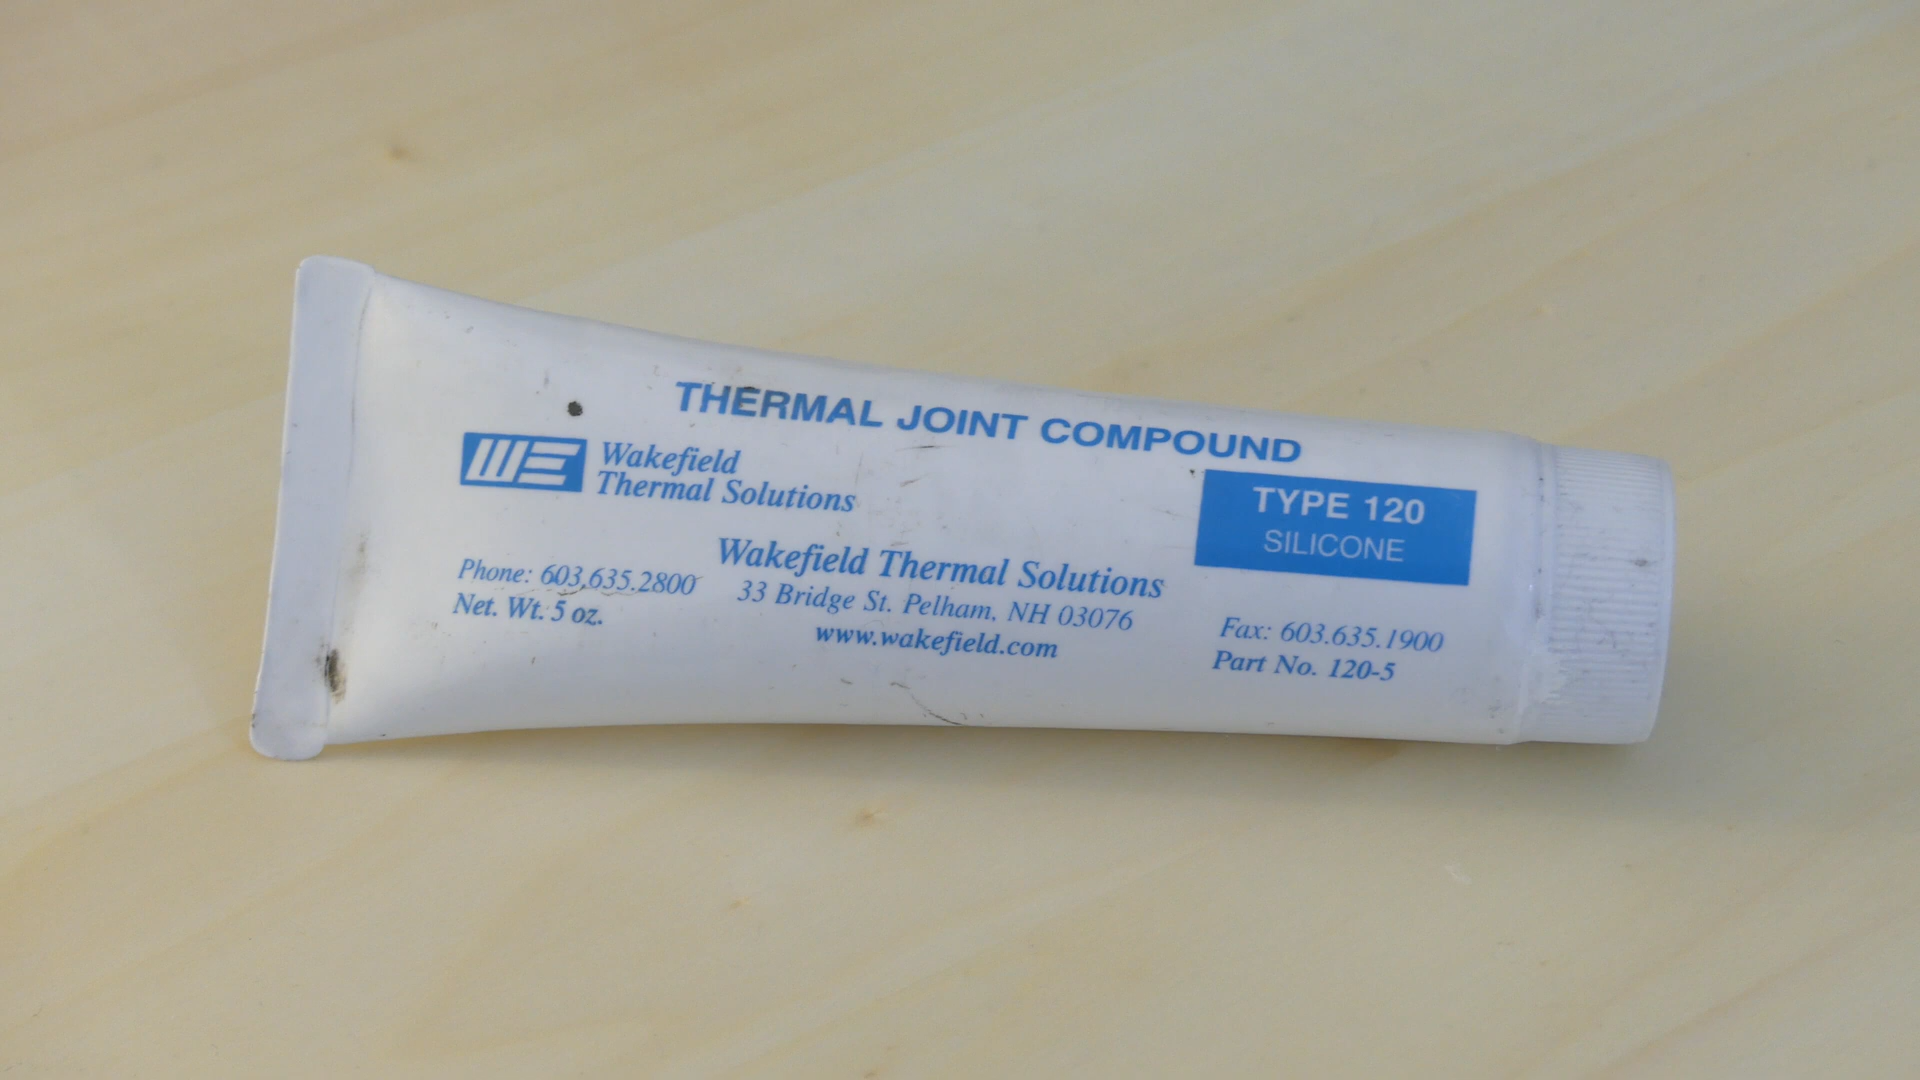 THERMAL JOINT COMPOUND
WE Wakefield
Thermal Solutions
TYPE 120
SILICONE
Wakefield Thermal Solutions
33 Bridge St. Pelham, NH 03076
www.wakefield.com
Phone: 603.635.2800
Net. Wt. 5 oz.
Fax: 603.635.1900
Part No. 120-5